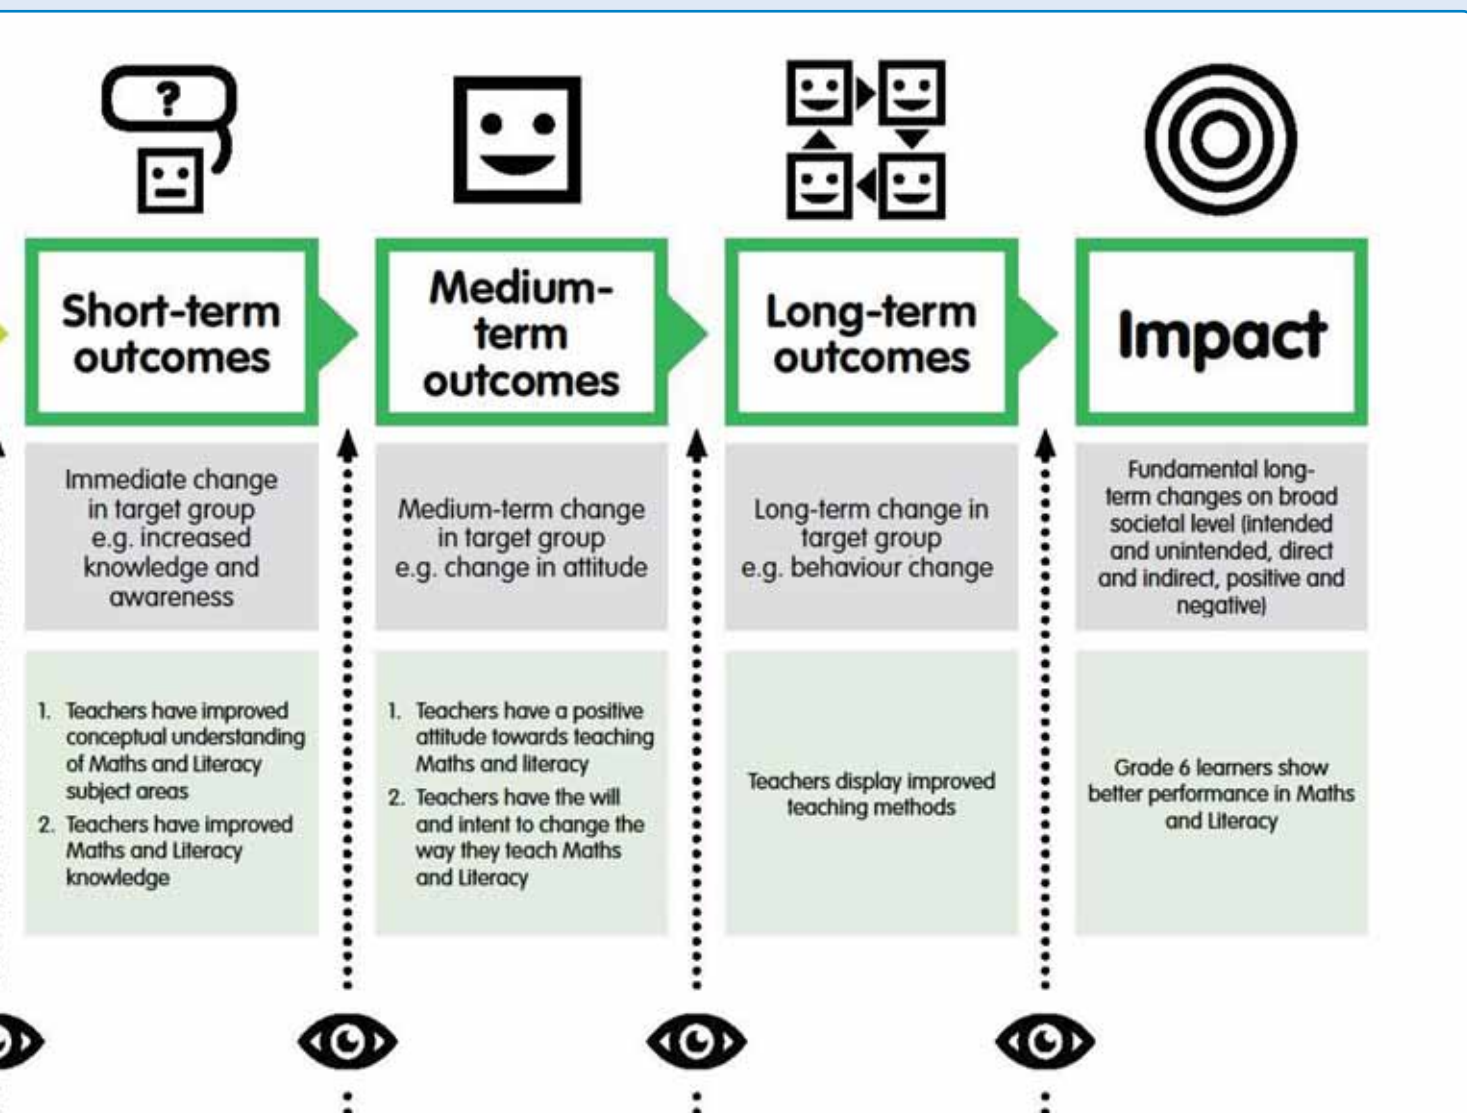 ?
Short-term
outcomes
Medium-
term
outcomes
Long-term
outcomes
Impact
Immediate change
in target group
e.g. increased
knowledge and
awareness
Medium-term change
in target group
e.g. change in attitude
Long-term change in
target group
e.g. behaviour change
Fundamental long-
term changes on broad
societal level (intended
and unintended, direct
and indirect, positive and
negative)
1. Teachers have improved
conceptual understanding
of Maths and Literacy
subject areas
2. Teachers have improved
Maths and Literacy
knowledge
1. Teachers have a positive
attitude towards teaching
Maths and literacy
2. Teachers have the will
and intent to change the
way they teach Maths
and Literacy
Teachers display improved
teaching methods
Grade 6 learners show
better performance in Maths
and Literacy